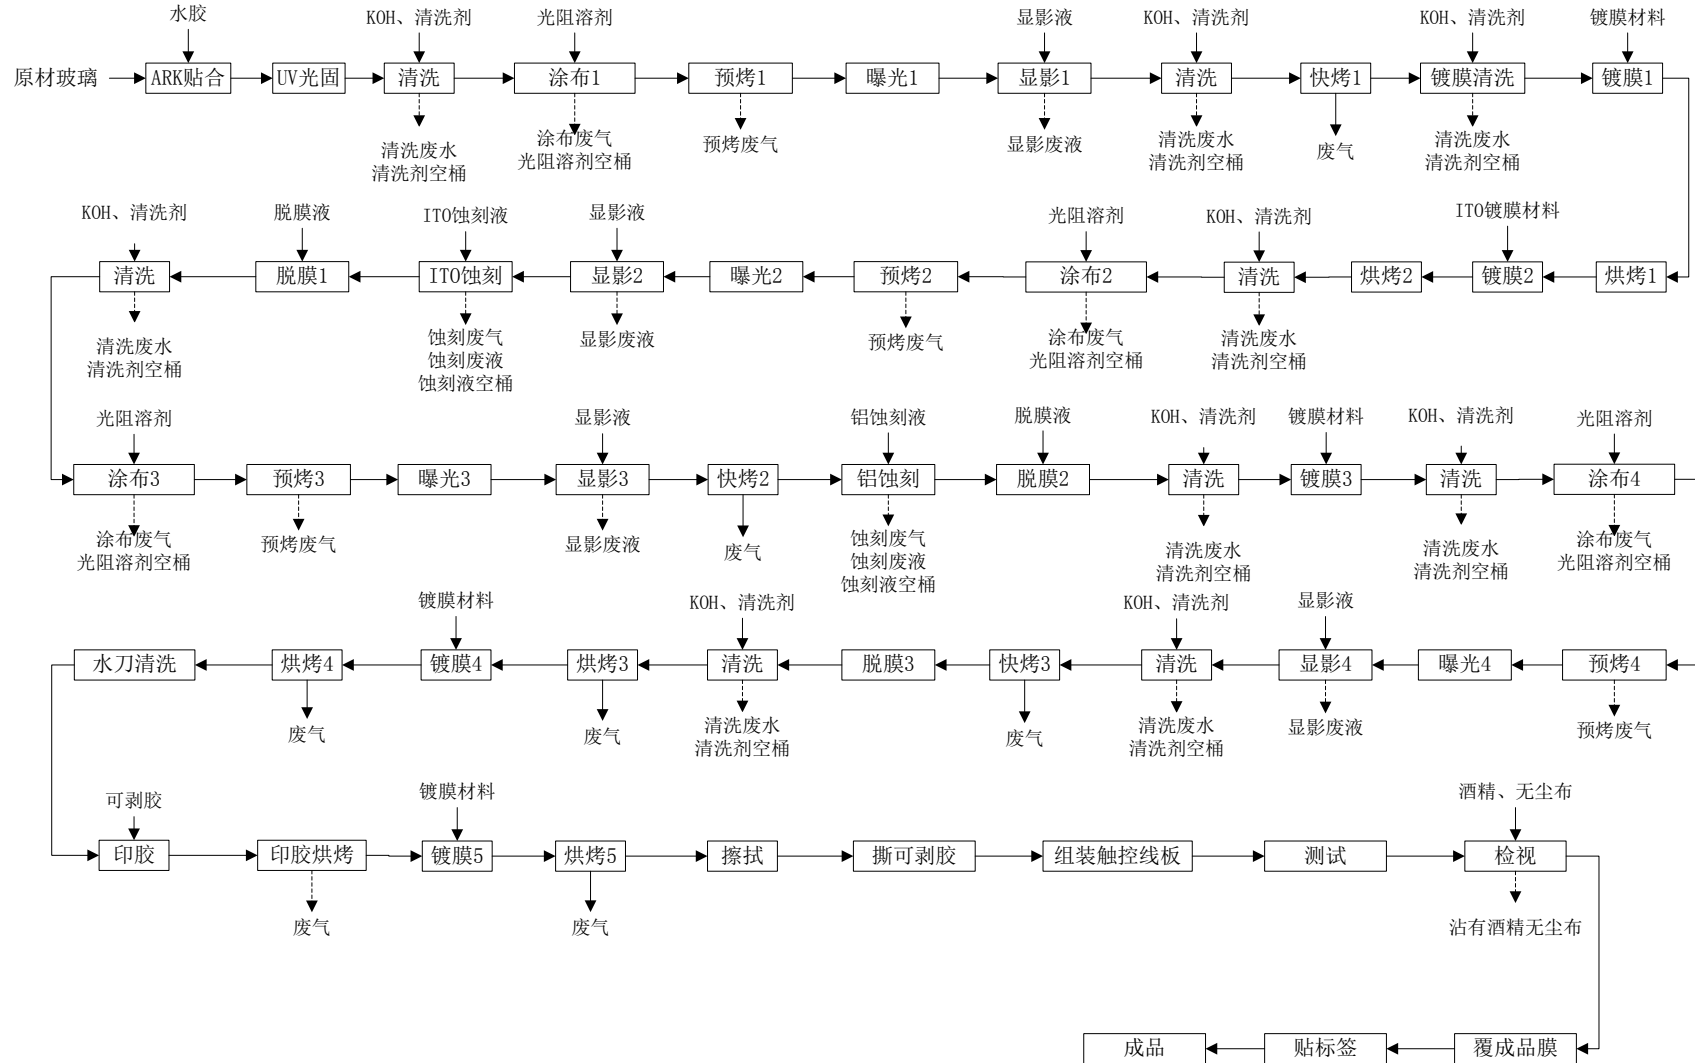 水胶
KOH、清洗剂
光阻溶剂
显影液
KOH、清洗剂
KOH、清洗剂
镀膜材料
原材玻璃
ARK贴合
UV光固
清洗
涂布1
预烤1
曝光1
显影1
清洗
快烤1
镀膜清洗
镀膜1
清洗废水
清洗剂空桶
涂布废气
光阻溶剂空桶
预烤废气
显影废液
清洗废水
清洗剂空桶
废气
清洗废水
清洗剂空桶
KOH、清洗剂
脱膜液
ITO蚀刻液
显影液
光阻溶剂
KOH、清洗剂
ITO镀膜材料
清洗
脱膜1
ITO蚀刻
显影2
曝光2
预烤2
涂布2
清洗
烘烤2
镀膜2
烘烤1
清洗废水
清洗剂空桶
蚀刻废气
蚀刻废液
蚀刻液空桶
显影废液
预烤废气
涂布废气
光阻溶剂空桶
清洗废水
清洗剂空桶
光阻溶剂
显影液
铝蚀刻液
脱膜液
KOH、清洗剂
镀膜材料
KOH、清洗剂
光阻溶剂
涂布3
预烤3
曝光3
显影3
快烤2
铝蚀刻
脱膜2
清洗
镀膜3
清洗
涂布4
涂布废气
光阻溶剂空桶
预烤废气
显影废液
废气
蚀刻废气
蚀刻废液
蚀刻液空桶
清洗废水
清洗剂空桶
清洗废水
清洗剂空桶
涂布废气
光阻溶剂空桶
镀膜材料
KOH、清洗剂
KOH、清洗剂
显影液
水刀清洗
烘烤4
镀膜4
烘烤3
清洗
脱膜3
快烤3
清洗
显影4
曝光4
预烤4
废气
废气
清洗废水
清洗剂空桶
废气
清洗废水
清洗剂空桶
显影废液
预烤废气
可剥胶
镀膜材料
酒精、无尘布
印胶
印胶烘烤
镀膜5
烘烤5
擦拭
撕可剥胶
组装触控线板
测试
检视
废气
废气
沾有酒精无尘布
成品
贴标签
覆成品膜